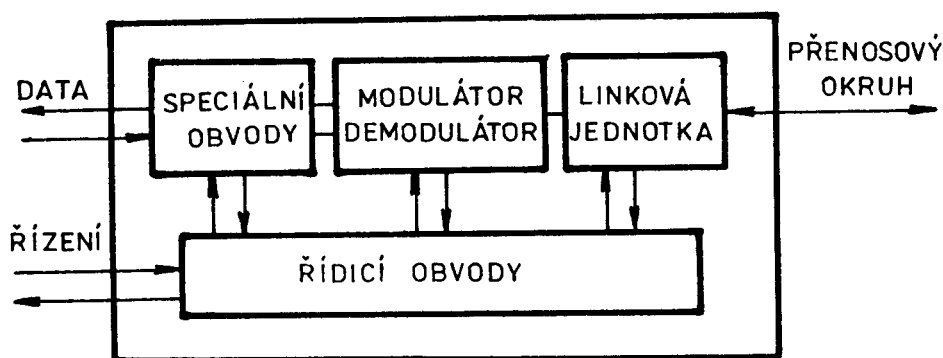 DATA
SPECIÁLNÍ
OBVODY
MODULÁTOR
DEMODULÁTOR
LINKOVÁ
JEDNOTKA
PŘENOSOVÝ
OKRUH
ŘÍZENÍ
ŘÍDICÍ OBVODY